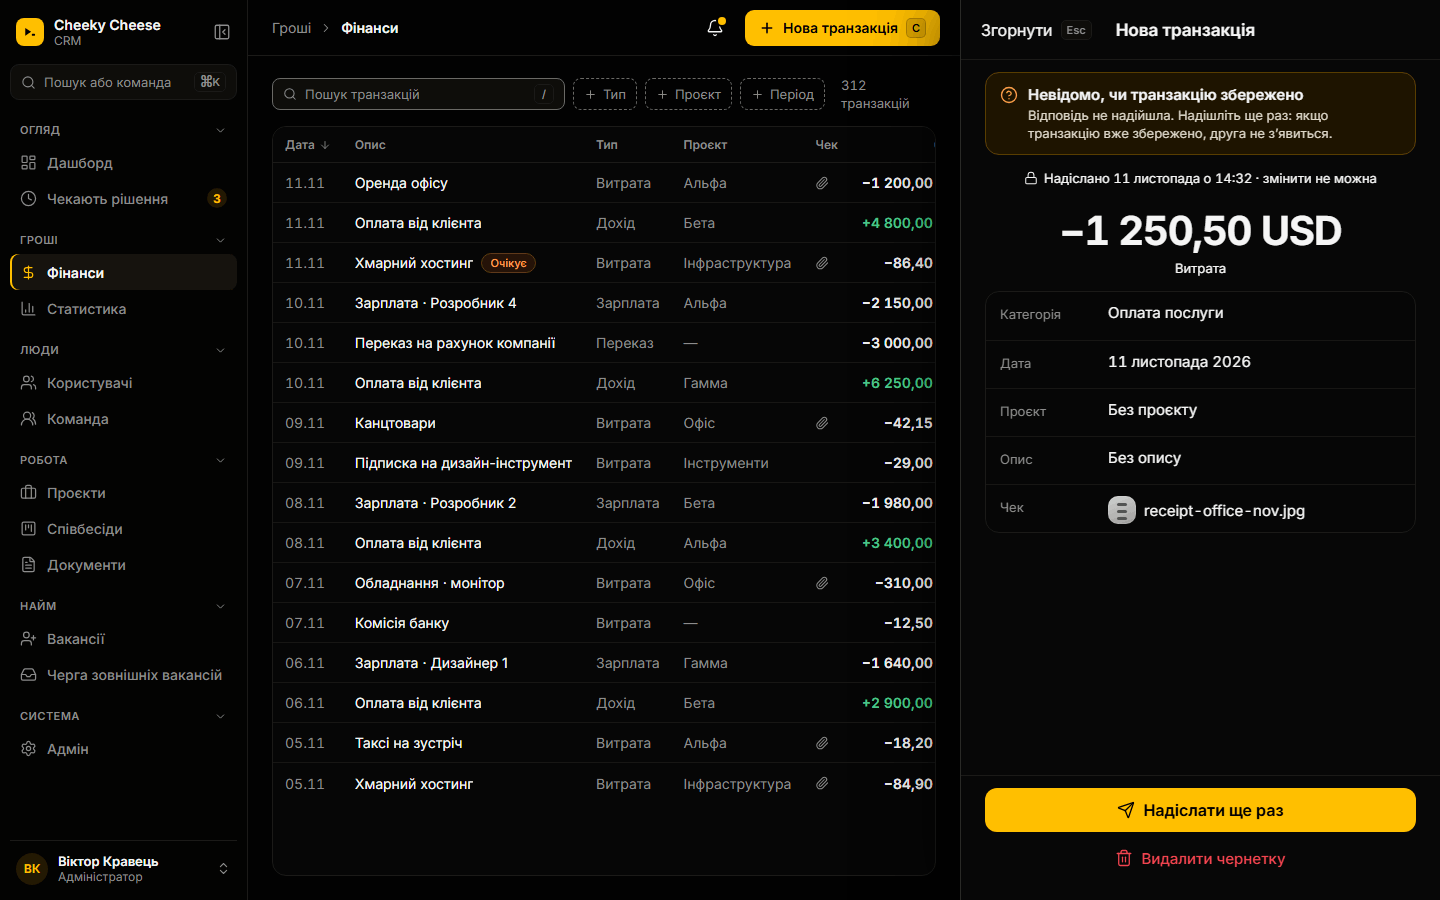 Cheeky Cheese
CRM
Пошук або команда ⌘K
ОГЛЯД
Дашборд
Чекають рішення 3
ГРОШІ
Фінанси
Статистика
ЛЮДИ
Користувачі
Команда
РОБОТА
Проєкти
Співбесіди
Документи
НАЙМ
Вакансії
Черга зовнішніх вакансій
СИСТЕМА
Адмін
ВК
Віктор Кравець
Адміністратор
Гроші > Фінанси
+ Нова транзакція C
Пошук транзакцій /
+ Тип
+ Проєкт
+ Період
312 транзакцій
Дата ↓ Опис Тип Проєкт Чек
11.11 Оренда офісу Витрата Альфа −1 200,00
11.11 Оплата від клієнта Дохід Бета +4 800,00
11.11 Хмарний хостинг Очікує Витрата Інфраструктура −86,40
10.11 Зарплата · Розробник 4 Зарплата Альфа −2 150,00
10.11 Переказ на рахунок компанії Переказ — −3 000,00
10.11 Оплата від клієнта Дохід Гамма +6 250,00
09.11 Канцтовари Витрата Офіс −42,15
09.11 Підписка на дизайн-інструмент Витрата Інструменти −29,00
08.11 Зарплата · Розробник 2 Зарплата Бета −1 980,00
08.11 Оплата від клієнта Дохід Альфа +3 400,00
07.11 Обладнання · монітор Витрата Офіс −310,00
07.11 Комісія банку Витрата — −12,50
06.11 Зарплата · Дизайнер 1 Зарплата Гамма −1 640,00
06.11 Оплата від клієнта Дохід Бета +2 900,00
05.11 Таксі на зустріч Витрата Альфа −18,20
05.11 Хмарний хостинг Витрата Інфраструктура −84,90
Згорнути Esc Нова транзакція
Невідомо, чи транзакцію збережено
Відповідь не надійшла. Надішліть ще раз: якщо
транзакцію вже збережено, друга не з’явиться.
Надіслано 11 листопада о 14:32 · змінити не можна
−1 250,50 USD
Витрата
Категорія Оплата послуги
Дата 11 листопада 2026
Проєкт Без проєкту
Опис Без опису
Чек receipt-office-nov.jpg
Надіслати ще раз
Видалити чернетку